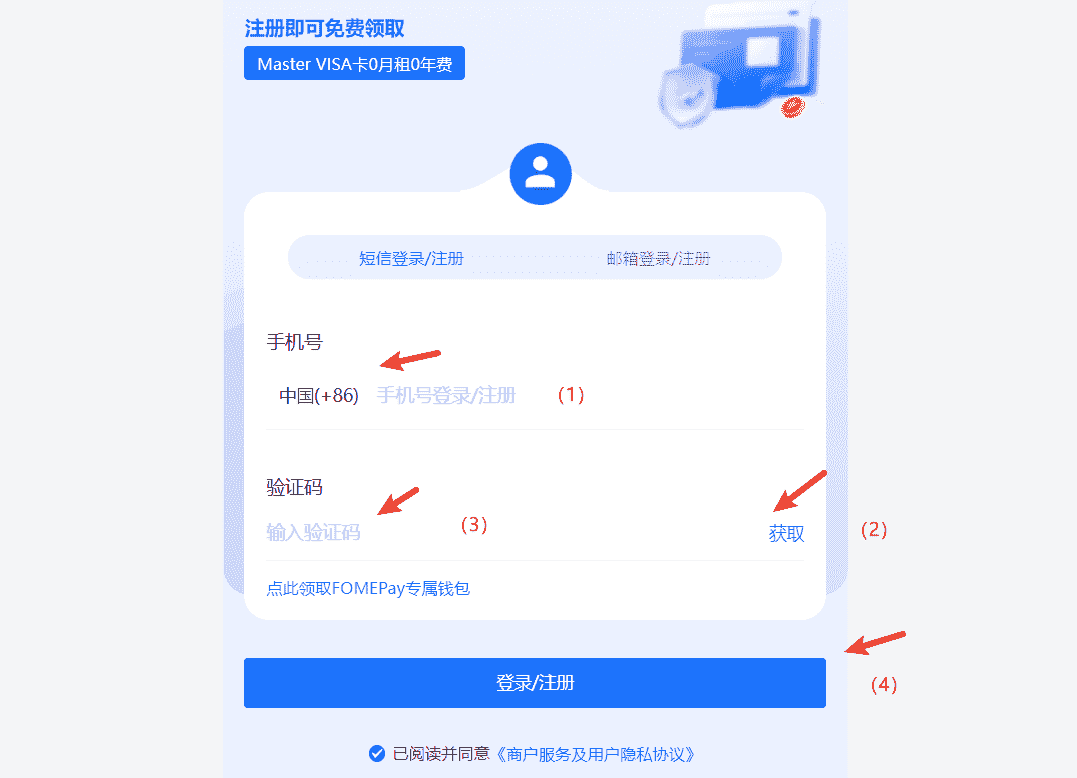 注册即可免费领取
Master VISA卡0月租0年费
短信登录/注册 邮箱登录/注册
手机号
中国(+86) 手机号登录/注册 (1)
验证码
输入验证码 (3) 获取 (2)
点此领取FOMEPay专属钱包
登录/注册 (4)
已阅读并同意《商户服务及用户隐私协议》